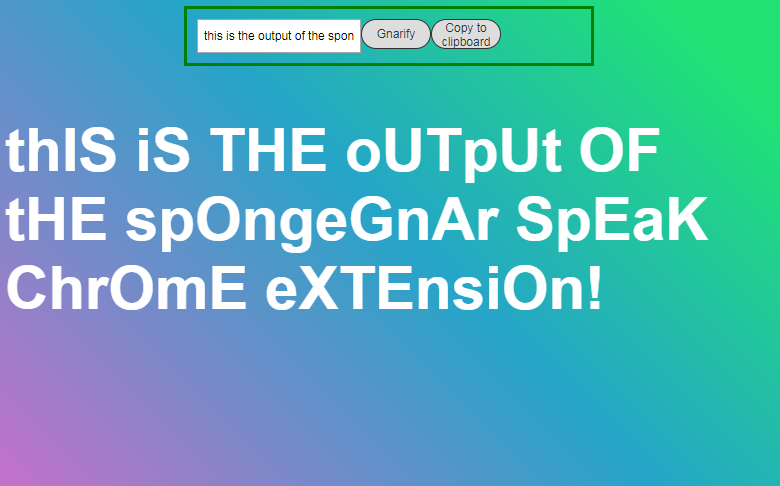 this is the output of the spon
Gnarify
Copy to
clipboard
thIS iS THE oUTpUt OF
tHE spOngeGnAr SpEaK
ChrOmE eXTEnsiOn!